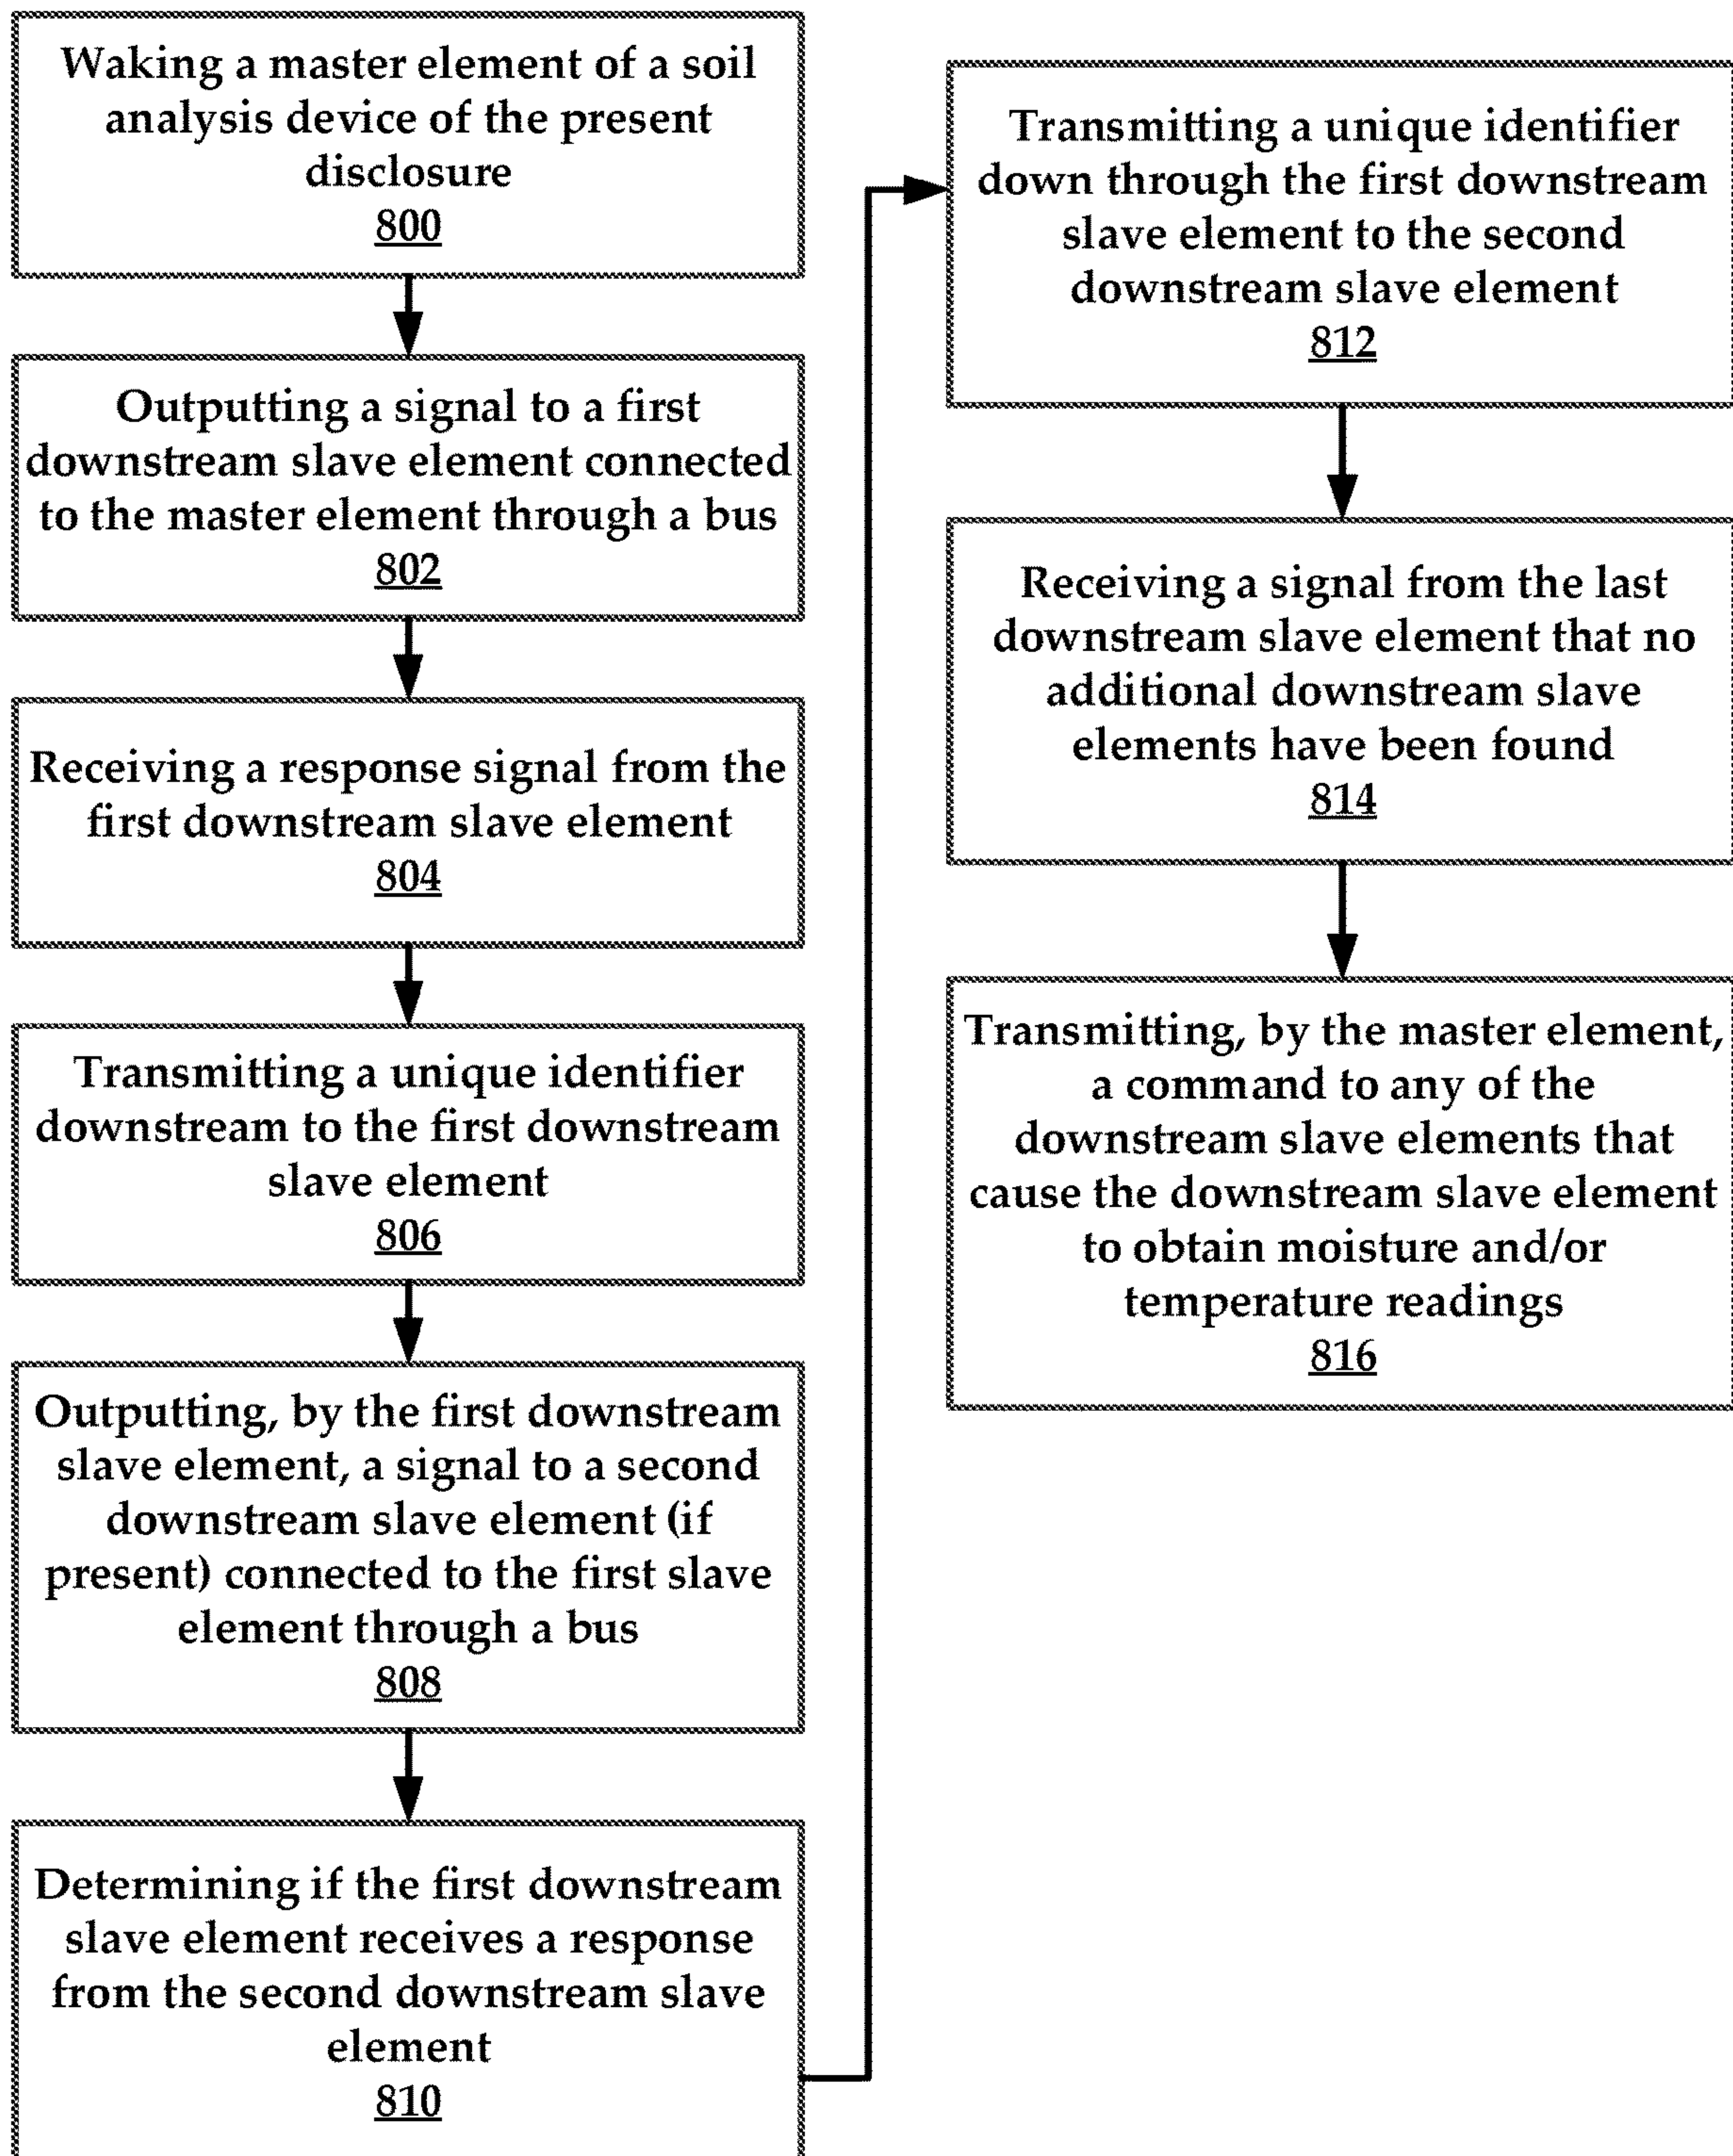 Waking a master element of a soil
analysis device of the present
disclosure
800
Outputting a signal to a first
downstream slave element connected
to the master element through a bus
802
Receiving a response signal from the
first downstream slave element
804
Transmitting a unique identifier
downstream to the first downstream
slave element
806
Outputting, by the first downstream
slave element, a signal to a second
downstream slave element (if
present) connected to the first slave
element through a bus
808
Determining if the first downstream
slave element receives a response
from the second downstream slave
element
810
Transmitting a unique identifier
down through the first downstream
slave element to the second
downstream slave element
812
Receiving a signal from the last
downstream slave element that no
additional downstream slave
elements have been found
814
Transmitting, by the master element,
a command to any of the
downstream slave elements that
cause the downstream slave element
to obtain moisture and/or
temperature readings
816